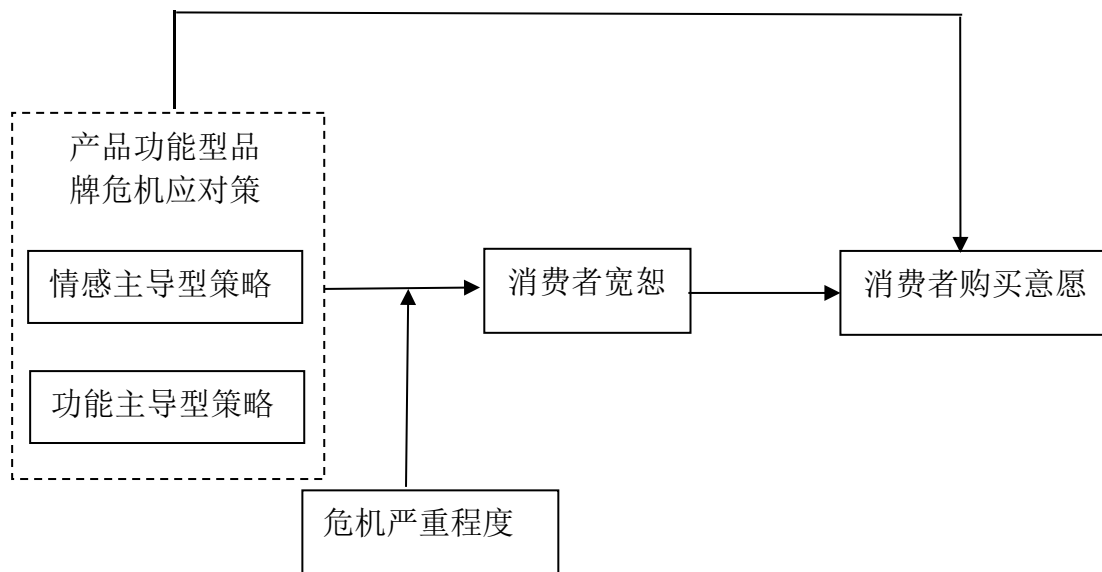 产品功能型品
牌危机应对策
情感主导型策略
消费者宽恕
消费者购买意愿
功能主导型策略
危机严重程度